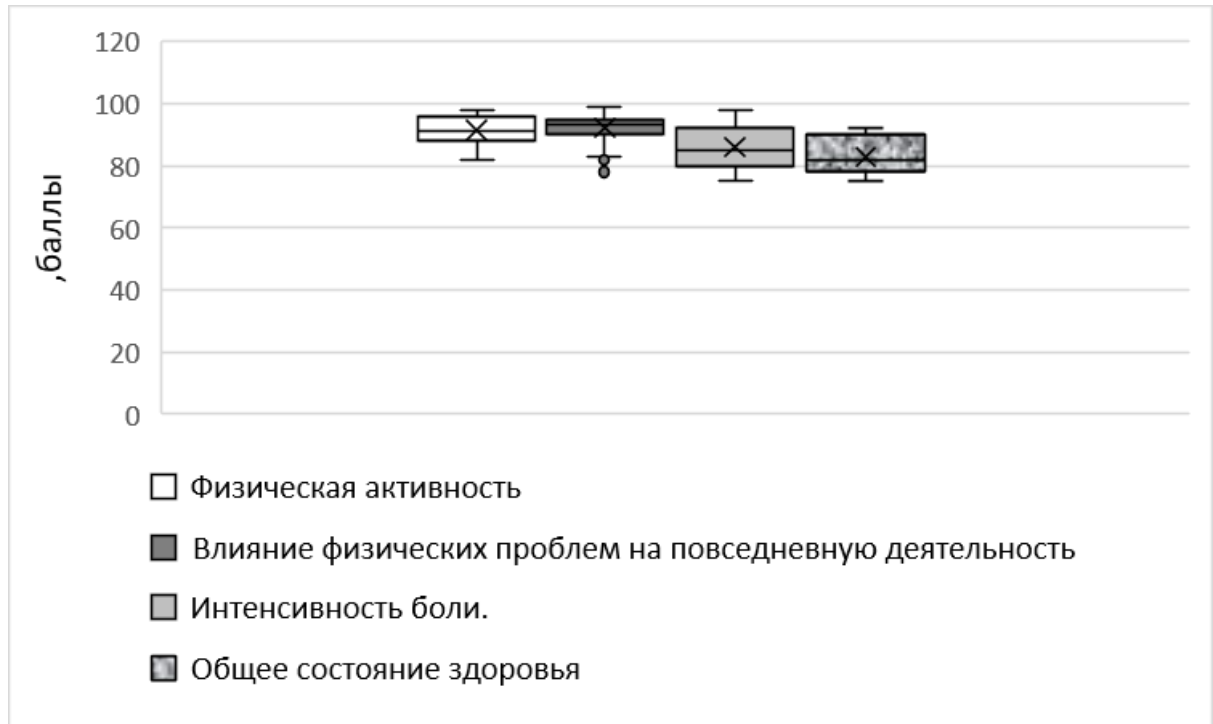 120
100
80
60
40
20
0
,баллы
Физическая активность
Влияние физических проблем на повседневную деятельность
Интенсивность боли.
Общее состояние здоровья